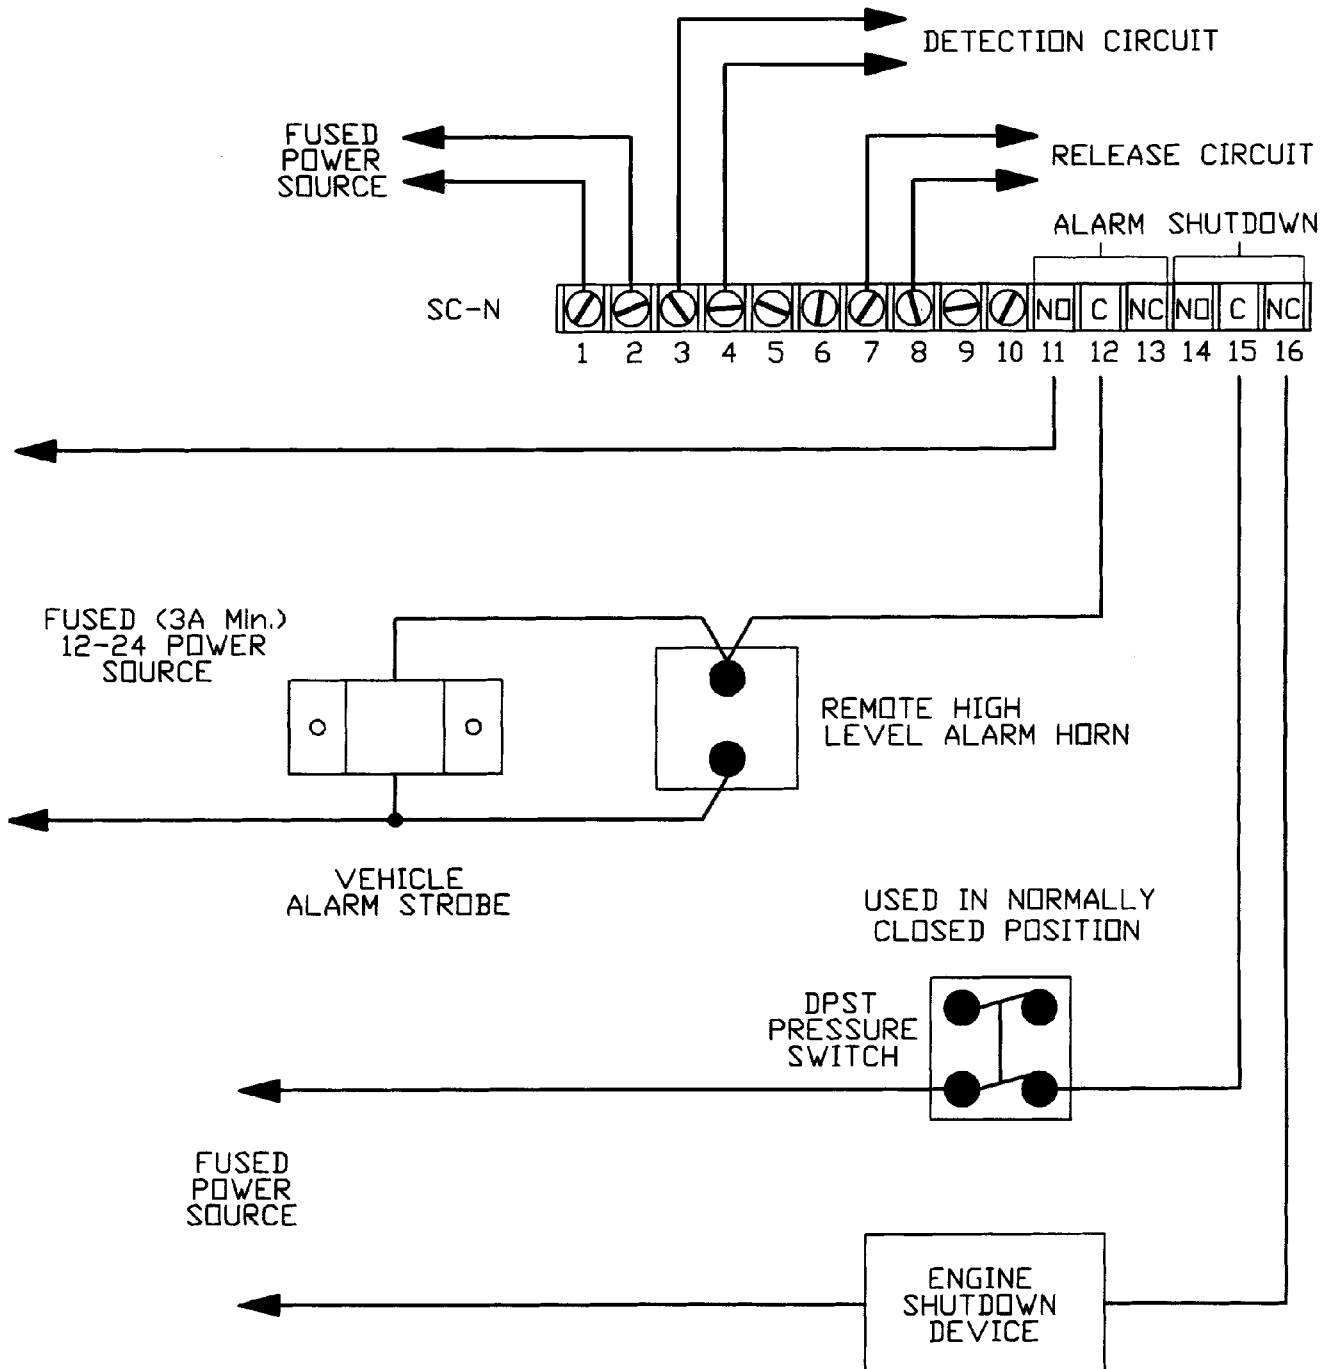 DETECTION CIRCUIT
FUSED
POWER
SOURCE
RELEASE CIRCUIT
ALARM SHUTDOWN
SC-N
NO C NC NO C NC
1 2 3 4 5 6 7 8 9 10 11 12 13 14 15 16
FUSED (3A Min.)
12-24 POWER
SOURCE
REMOTE HIGH
LEVEL ALARM HORN
VEHICLE
ALARM STROBE
USED IN NORMALLY
CLOSED POSITION
DPST
PRESSURE
SWITCH
FUSED
POWER
SOURCE
ENGINE
SHUTDOWN
DEVICE